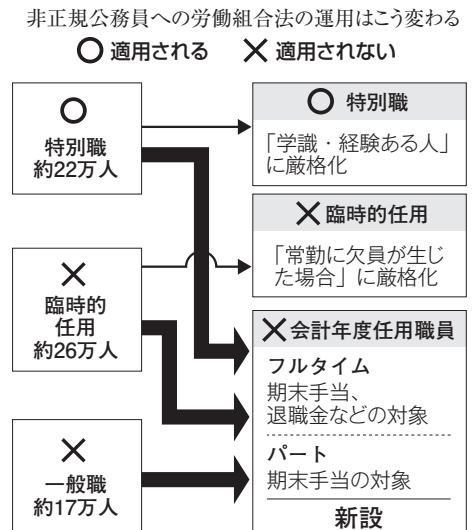 非正規公務員への労働組合法の運用はこう変わる
○ 適用される ✕ 適用されない
○
特別職
約22万人
✕
臨時的
任用
約26万人
✕
一般職
約17万人
○ 特別職
「学識・経験ある人」
に厳格化
✕臨時的任用
「常勤に欠員が生じ
た場合」に厳格化
✕会計年度任用職員
フルタイム
期末手当、
退職金などの対象
パート
期末手当の対象
新設